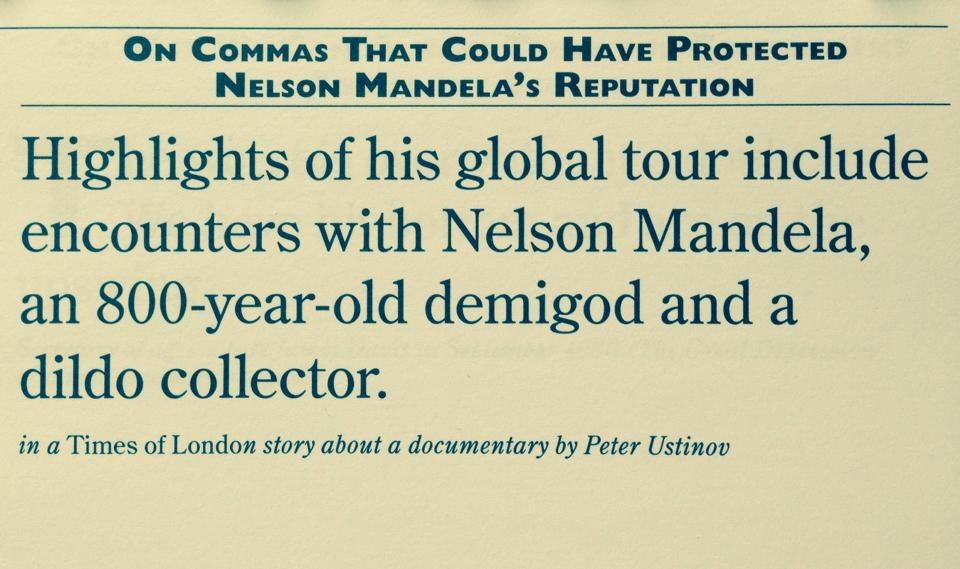 ON COMMAS THAT COULD HAVE PROTECTED
NELSON MANDELA'S REPUTATION
Highlights of his global tour include
encounters with Nelson Mandela,
an 800-year-old demigod and a
dildo collector.
in a Times of London story about a documentary by Peter Ustinov